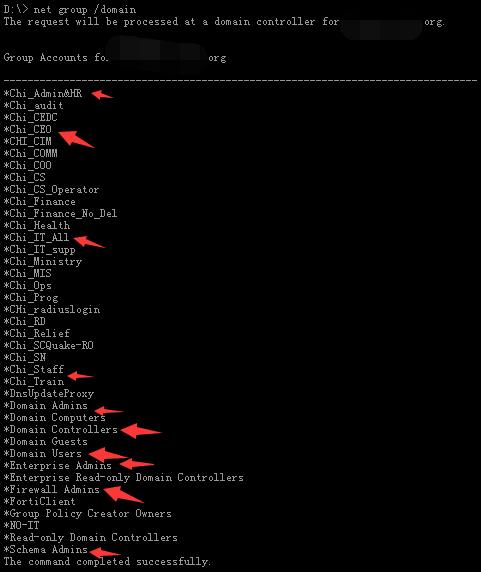 D:\> net group /domain
The request will be processed at a domain controller for org.
Group Accounts fo. org
-------------------------------------------------------------------------------
*Chi_Admin&HR
*Chi_audit
*Chi_CEDC
*Chi_CEO
*CHI_CIM
*Chi_COMM
*Chi_COO
*Chi_CS
*Chi_CS_Operator
*Chi_Finance
*Chi_Finance_No_Del
*Chi_Health
*Chi_IT_All
*Chi_IT_supp
*Chi_Ministry
*Chi_MIS
*Chi_Ops
*Chi_Prog
*CHi_radiuslogin
*Chi_RD
*Chi_Relief
*Chi_SCQuake-RO
*Chi_SN
*Chi_Staff
*Chi_Train
*DnsUpdateProxy
*Domain Admins
*Domain Computers
*Domain Controllers
*Domain Guests
*Domain Users
*Enterprise Admins
*Enterprise Read-only Domain Controllers
*Firewall Admins
*FortiClient
*Group Policy Creator Owners
*NO-IT
*Read-only Domain Controllers
*Schema Admins
The command completed successfully.